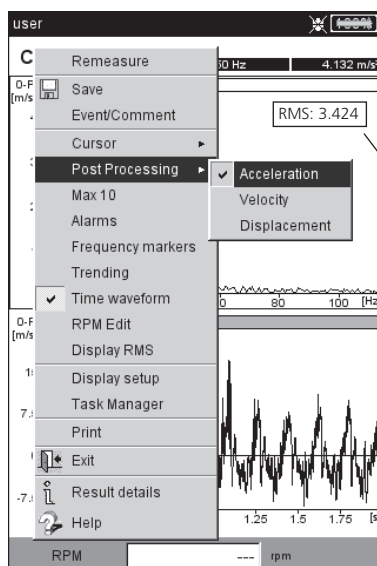 user
100%
C
50 Hz
4.132 m/s
0-F
[m/s
RMS: 3.424
Remeasure
Save
Event/Comment
Cursor
Post Processing
Acceleration
Velocity
Displacement
Max 10
Alarms
Frequency markers
Trending
Time waveform
RPM Edit
Display RMS
Display setup
Task Manager
Print
Exit
Result details
Help
0 80 100 [Hz
0-F
[m/s
7.
-7.
1.25 1.5 1.75 [s
RPM --- rpm